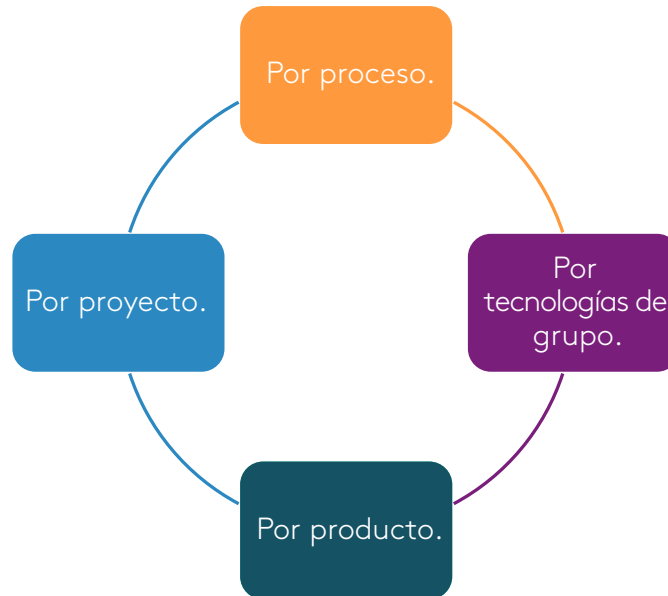 Por proceso.
Por proyecto.
Por
tecnologías de
grupo.
Por producto.